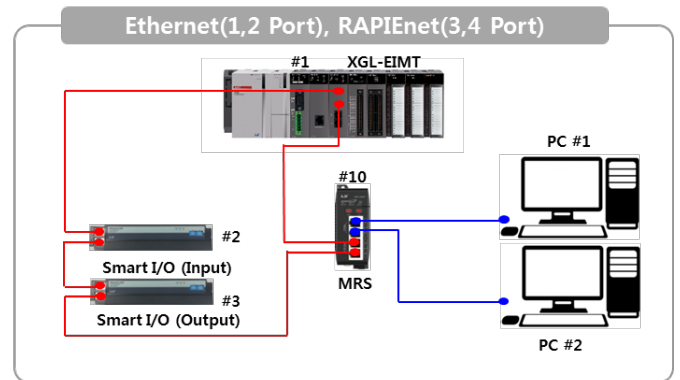 Ethernet(1,2 Port), RAPIEnet(3,4 Port)
#1 XGL-EIMT
PC #1
#10
#2
Smart I/O (Input)
MRS
#3
Smart I/O (Output)
PC #2